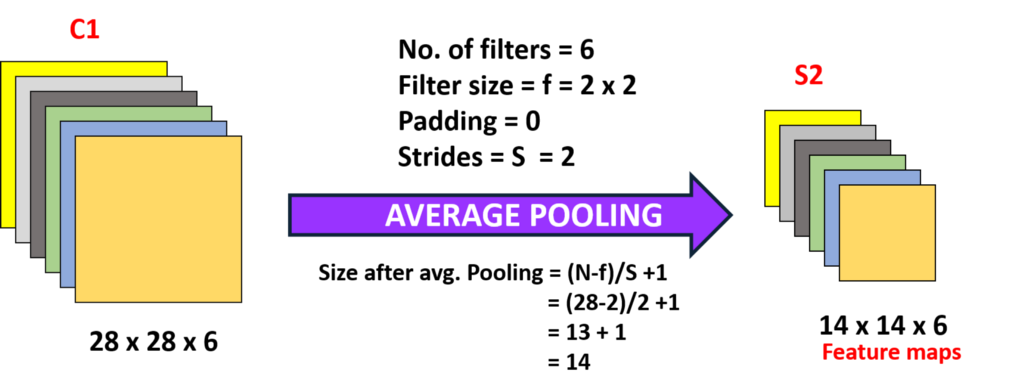 C1
No. of filters = 6
Filter size = f = 2 x 2
Padding = 0
Strides = S  = 2
S2
AVERAGE POOLING
Size after avg. Pooling = (N-f)/S +1
= (28-2)/2 +1
= 13 + 1
= 14
28 x 28 x 6
14 x 14 x 6
Feature maps